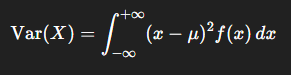 Var(X) = ∫_{−∞}^{+∞} (x − μ)² f(x) dx